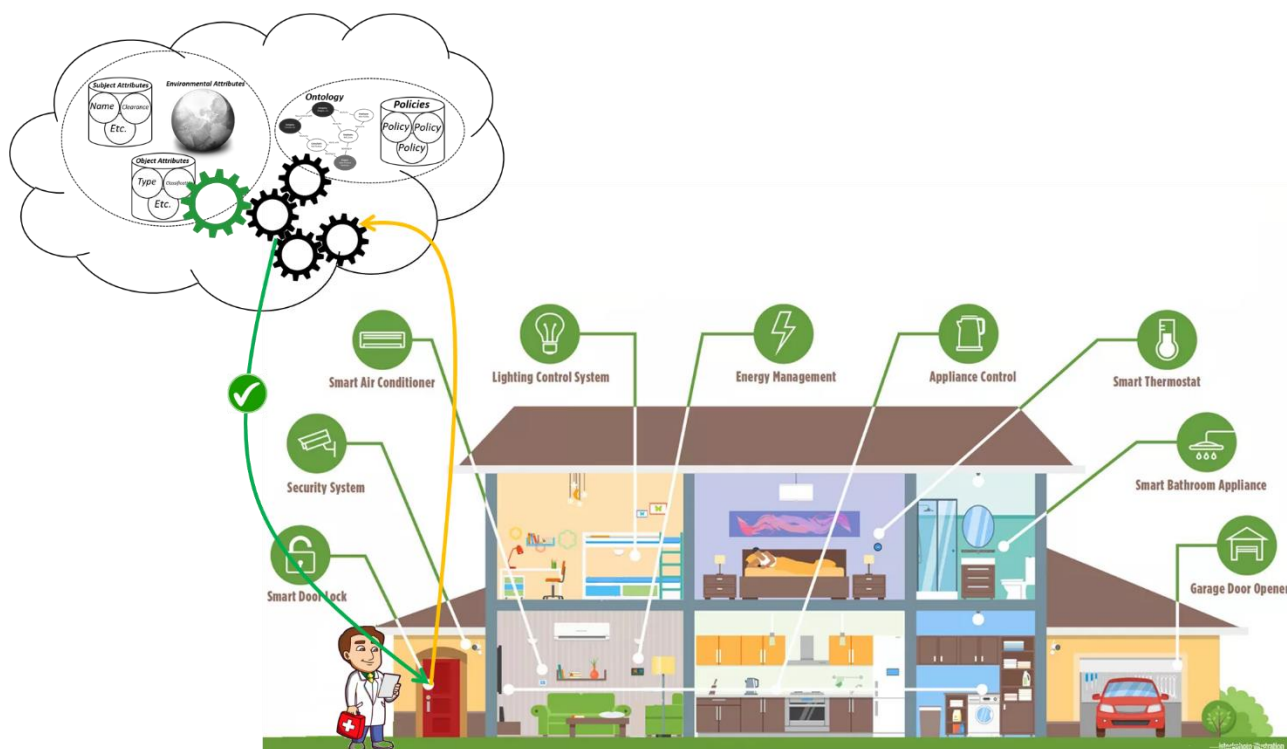 Subject Attributes
Name
Clearance
Etc.
Environmental Attributes
Object Attributes
Type
Etc.
Ontology
Policies
Policy
Policy
Policy
Smart Air Conditioner
Lighting Control System
Energy Management
Appliance Control
Smart Thermostat
Security System
Smart Bathroom Appliance
Smart Door Lock
Garage Door Opener